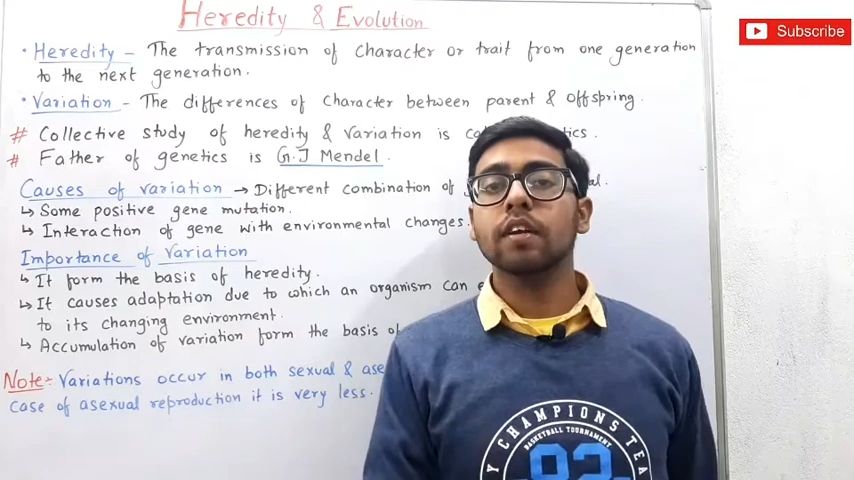 Heredity & Evolution
Subscribe
• Heredity - The transmission of character or trait from one generation
to the next generation.
• Variation - The differences of character between parent & offspring.
# Collective study of heredity & variation is
# Father of genetics is G.J Mendel.
Causes of variation → Different combination of
↳ Some positive gene mutation.
↳ Interaction of gene with environmental changes.
Importance of Variation
↳ It form the basis of heredity.
↳ It causes adaptation due to which an organism can
to its changing environment.
↳ Accumulation of variation form the basis of
Note:- Variations occur in both sexual &
case of asexual reproduction it is very less.
CHAMPIONS TEA
BASKETBALL TOURNAMENT
02